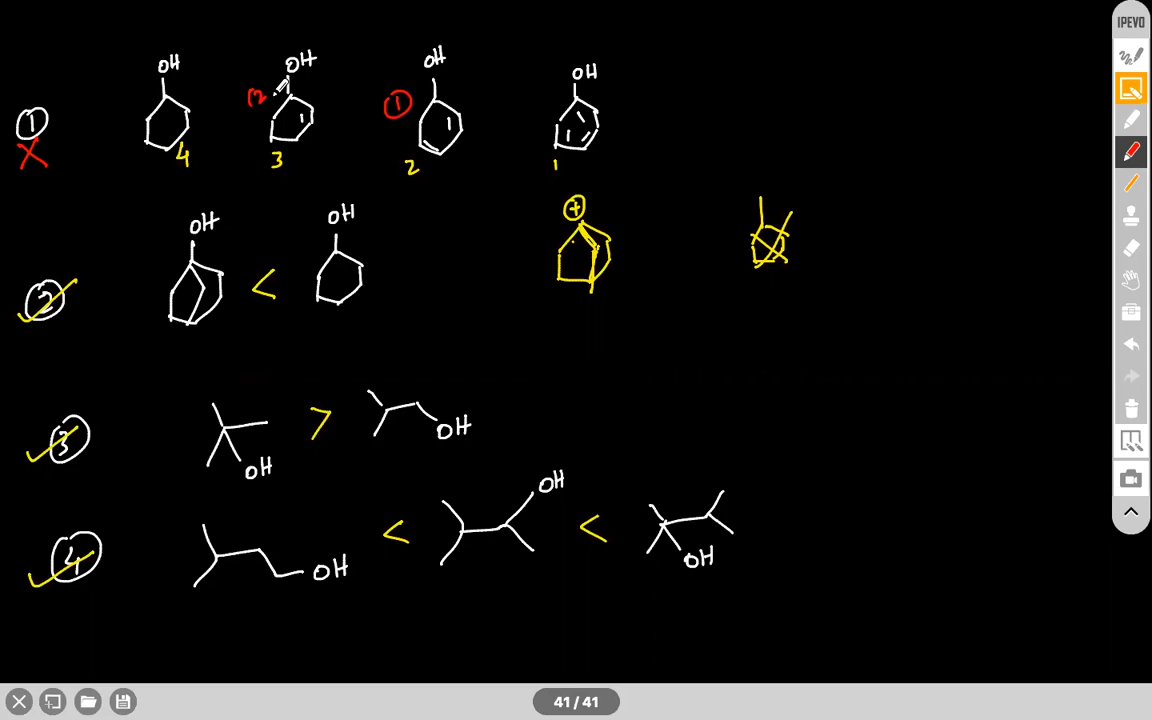 IPEVO
OH OH OH OH
① (2 ①
4 3 2 1
OH OH
② < ⊕
③ > OH
OH
OH
④ OH < < OH
41 / 41